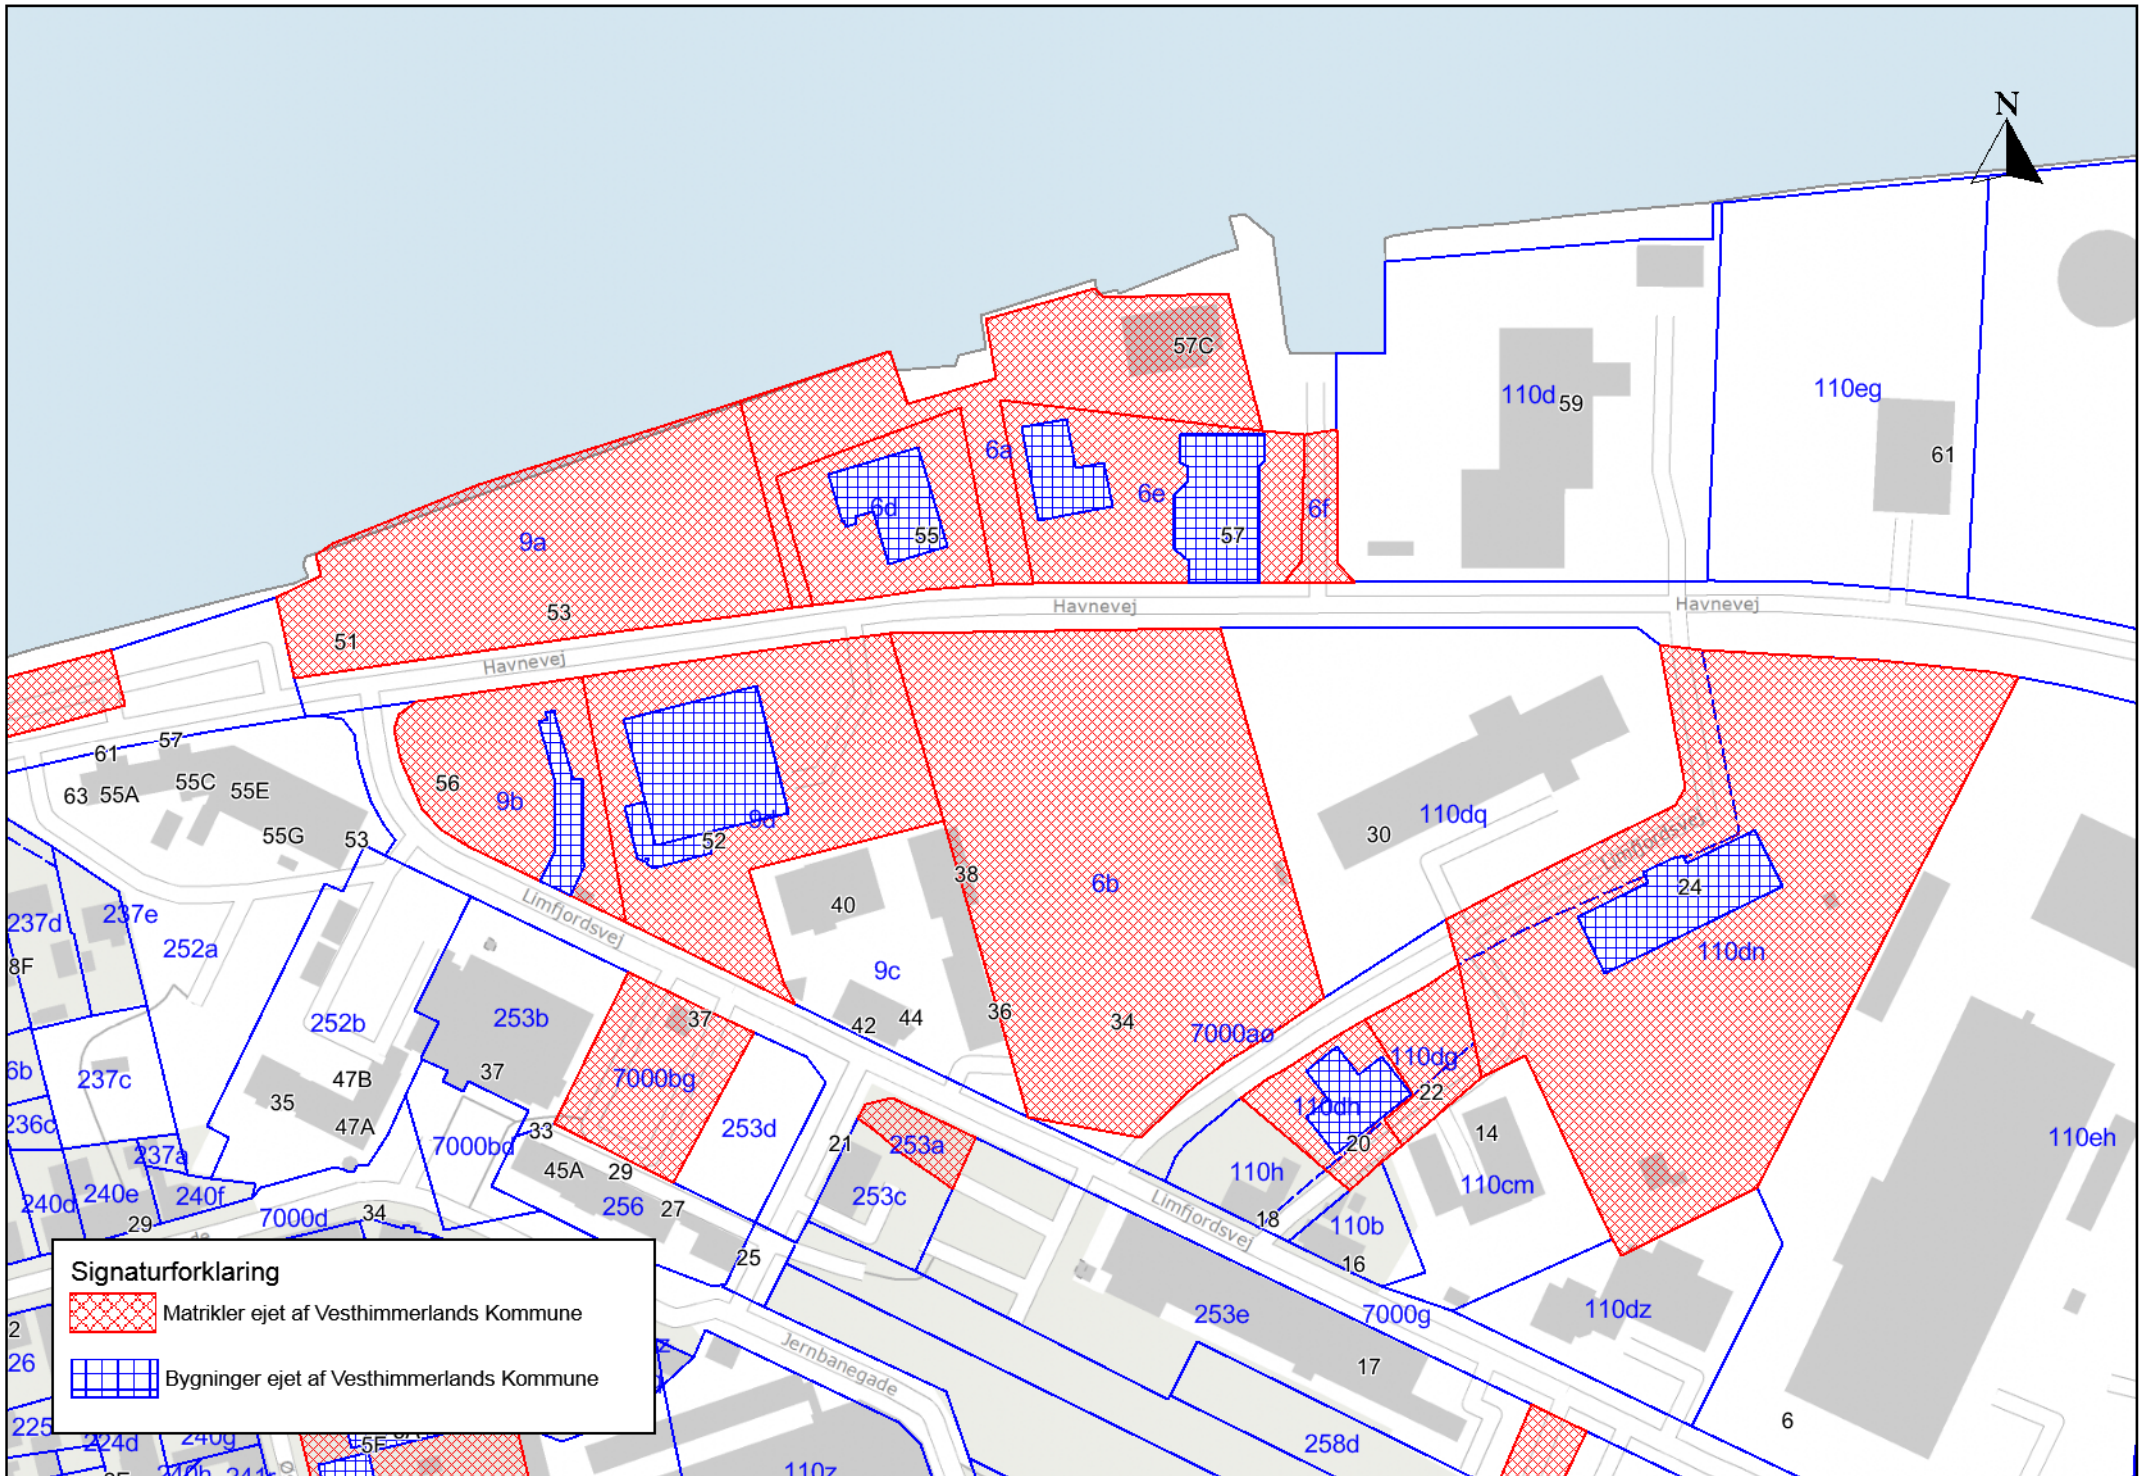 N
57C
110d
59
110eg
61
6a
6e
6f
6d
55
57
9a
53
51
Havnevej
Havnevej
Havnevej
61
57
63
55A
55C
55E
55G
53
56
9b
9d
52
38
6b
40
9c
36
34
42
44
30
110dq
Limfjordsvej
24
110dn
237d
237e
8F
252a
Limfjordsvej
252b
253b
37
37
7000bg
7000aø
6b
237c
47B
35
47A
236c
237a
7000bd
33
253d
21
253a
110dg
22
110dh
20
14
110eh
240d
240e
240f
29
7000d
34
45A
29
256
27
25
253c
110h
110cm
18
110b
16
Limfjordsvej
Signaturforklaring
Matrikler ejet af Vesthimmerlands Kommune
Bygninger ejet af Vesthimmerlands Kommune
2
26
225
224d
240g
5F
Jernbanegade
253e
7000g
110dz
17
6
258d
110z